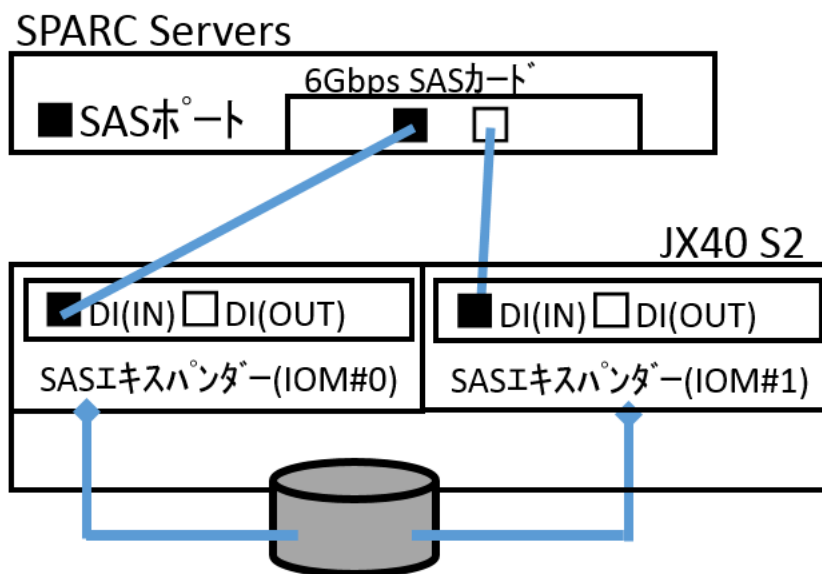 SPARC Servers
6Gbps SASカード
■SASポート
JX40 S2
DI(IN) DI(OUT)
DI(IN) DI(OUT)
SASエキスパンダー(IOM#0)
SASエキスパンダー(IOM#1)